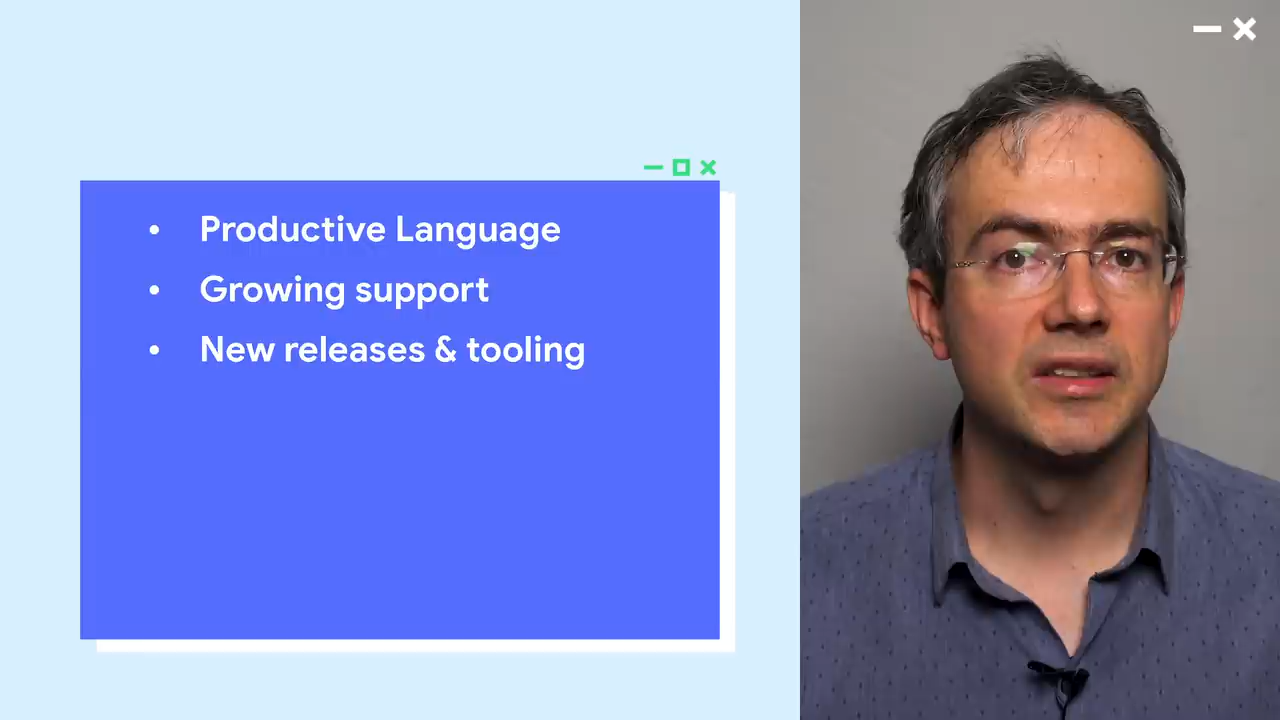 • Productive Language
• Growing support
• New releases & tooling